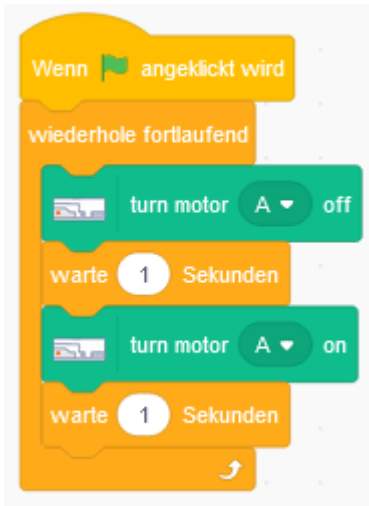 Wenn angeklickt wird
wiederhole fortlaufend
turn motor A off
warte 1 Sekunden
turn motor A on
warte 1 Sekunden